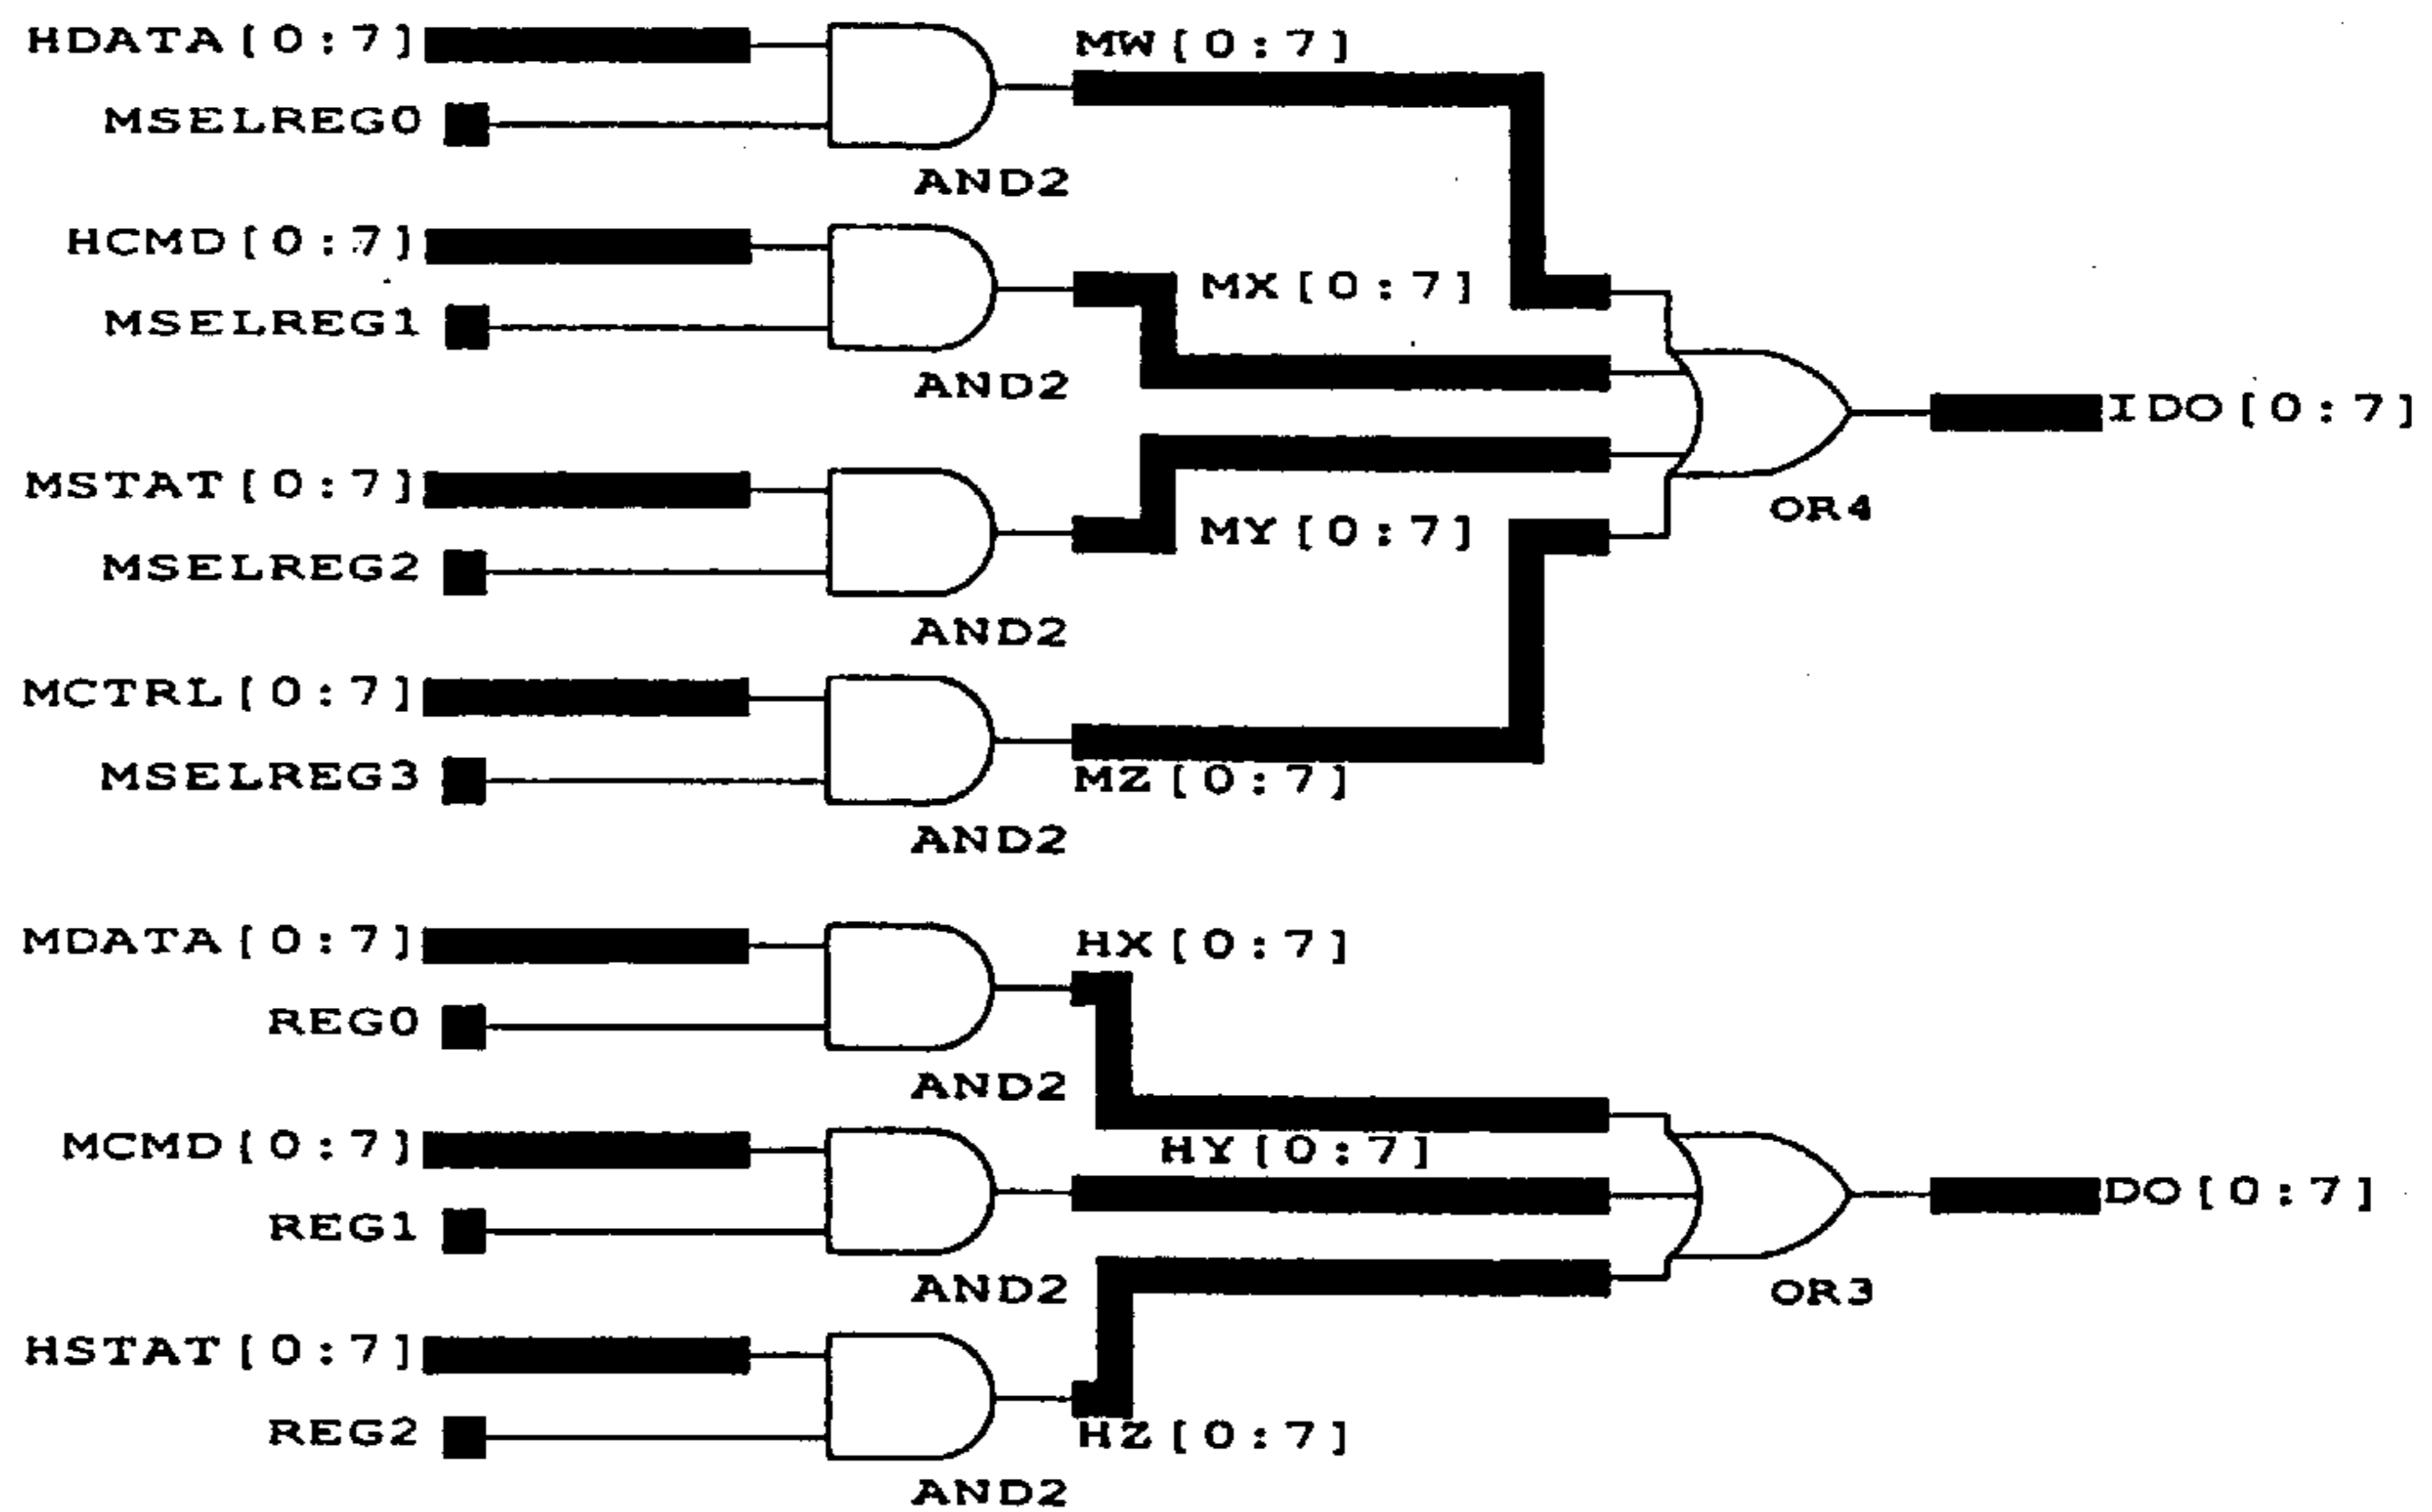 HDATA[0:7]
MW[0:7]
MSELREG0
AND2
HCMD[0:7]
MX[0:7]
MSELREG1
AND2
IDO[0:7]
MSTAT[0:7]
OR4
MY[0:7]
MSELREG2
AND2
MCTRL[0:7]
MSELREG3
MZ[0:7]
AND2
MDATA[0:7]
HX[0:7]
REG0
AND2
MCMD[0:7]
HY[0:7]
DO[0:7]
REG1
AND2
OR3
HSTAT[0:7]
REG2
HZ[0:7]
AND2